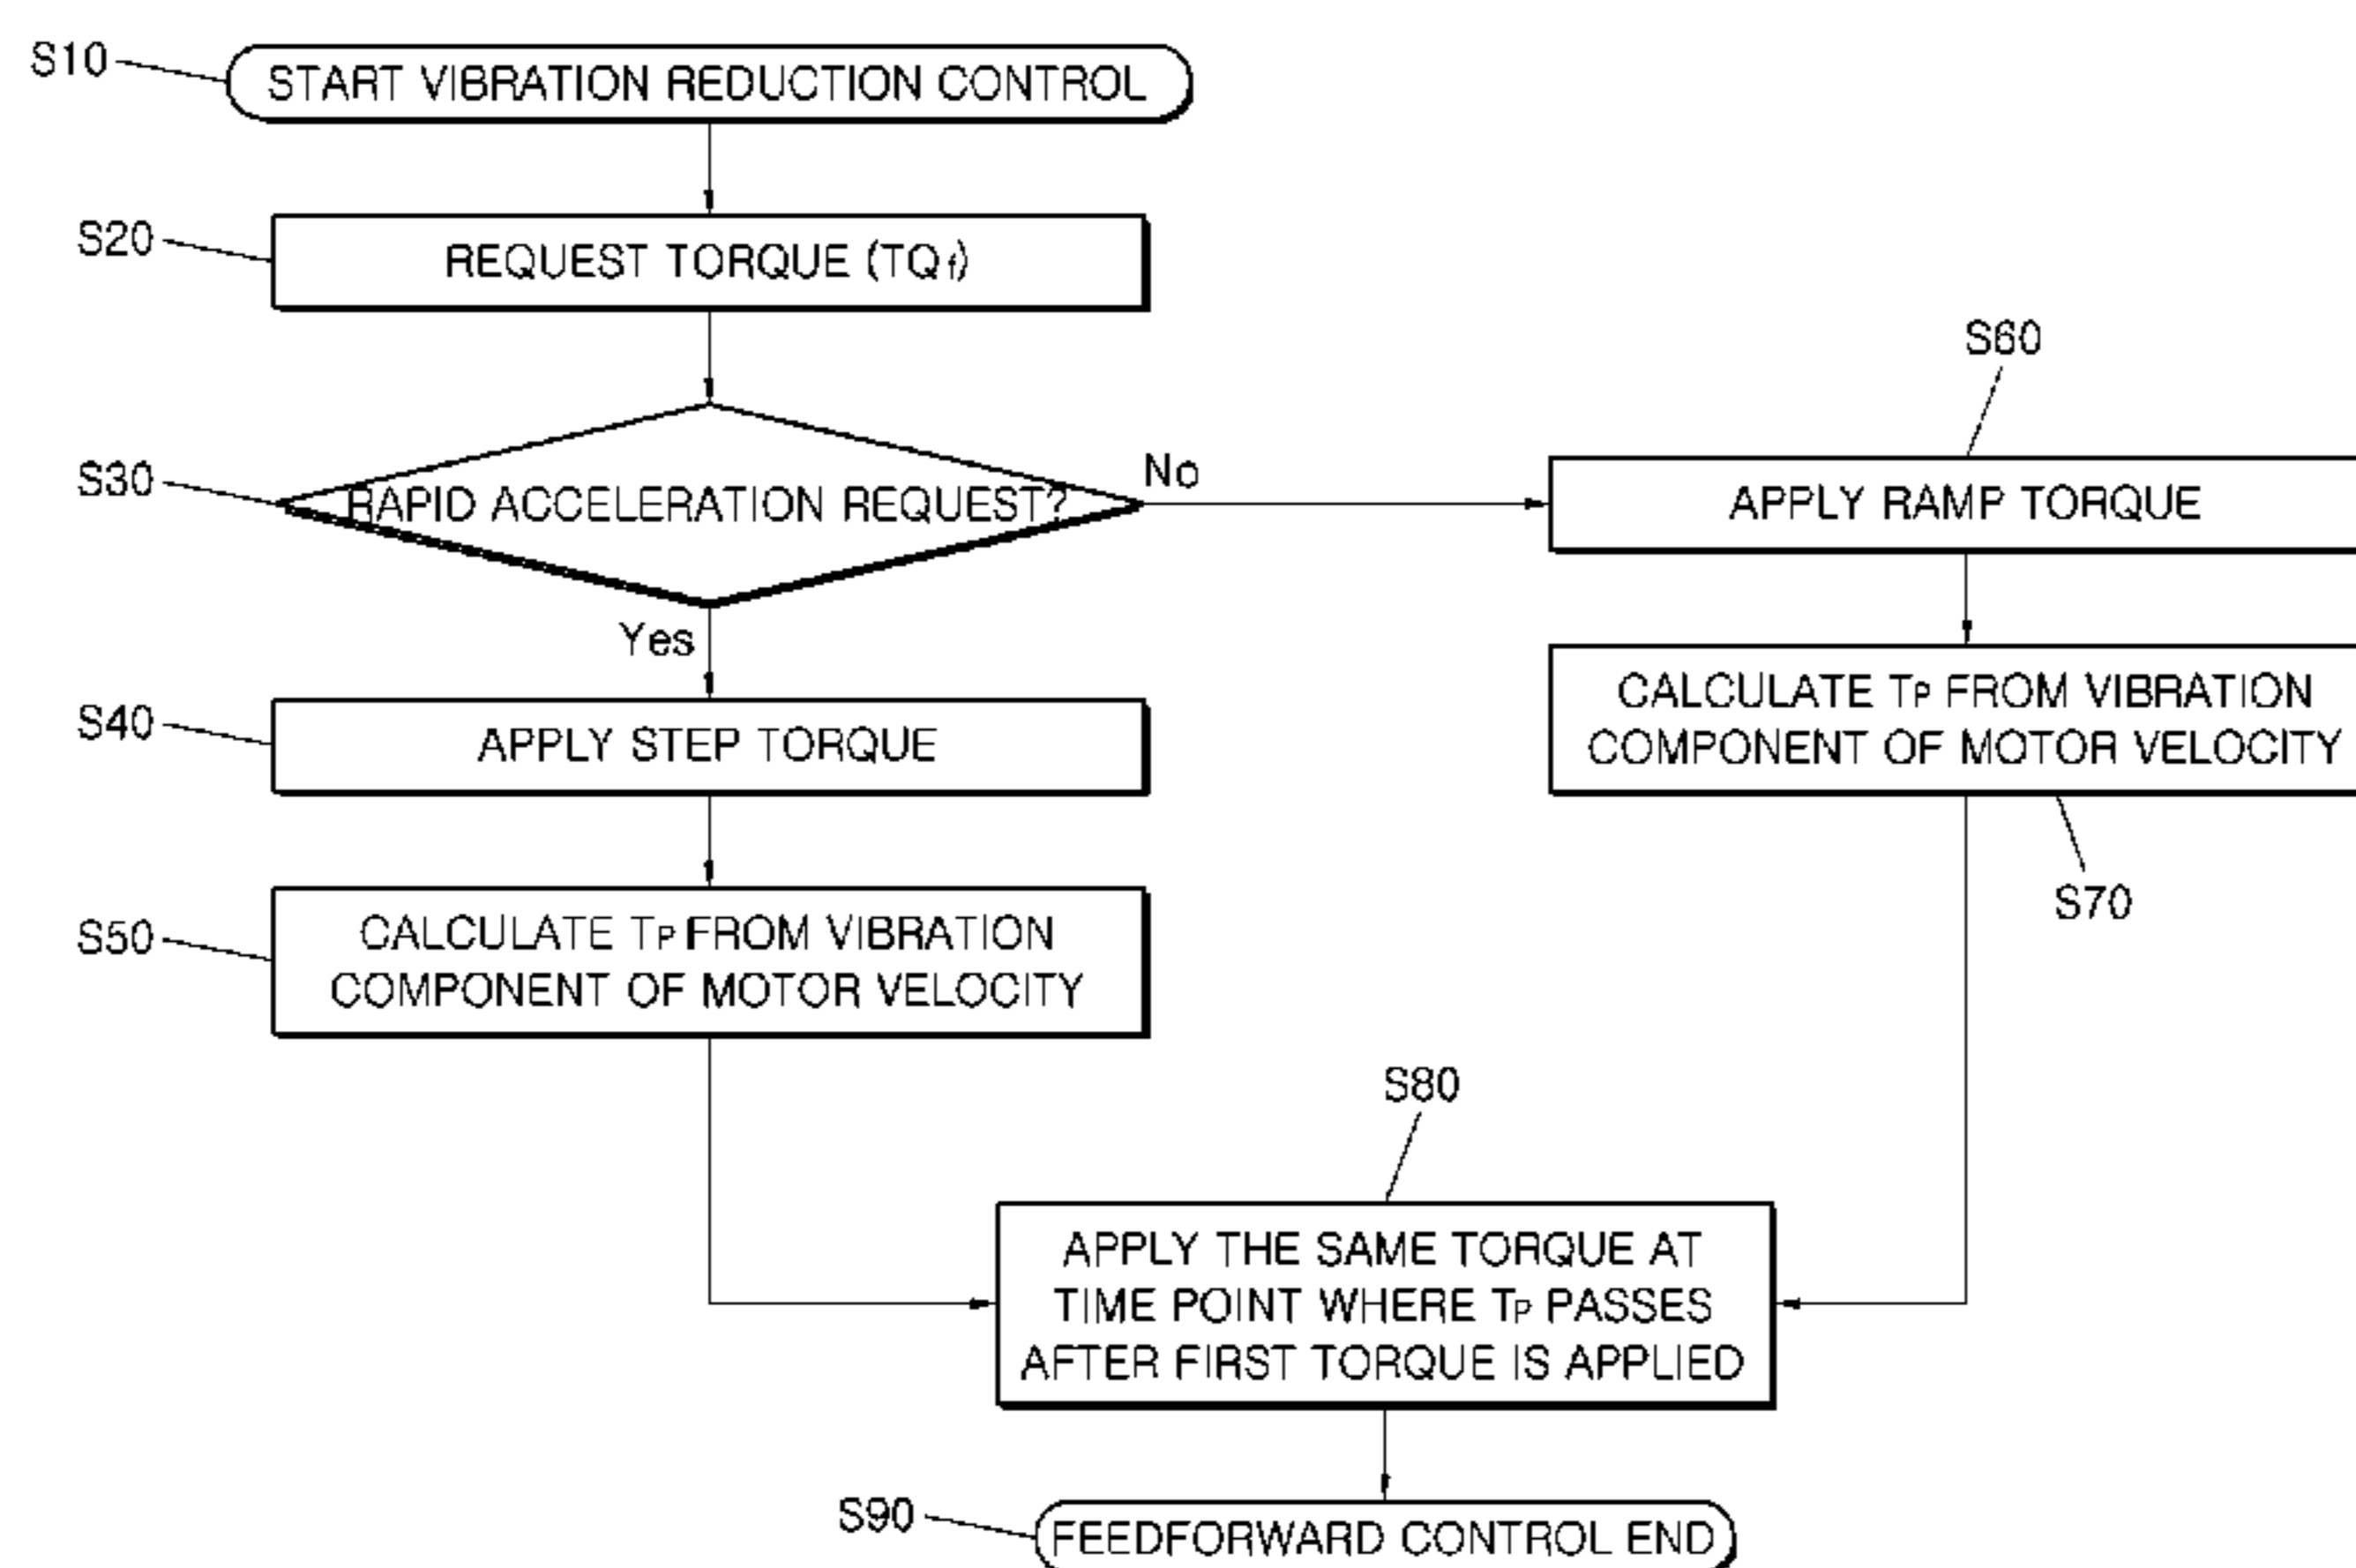 S10
START VIBRATION REDUCTION CONTROL
S20
REQUEST TORQUE (TQf)
S30
RAPID ACCELERATION REQUEST?
No
Yes
S40
APPLY STEP TORQUE
S50
CALCULATE TP FROM VIBRATION
COMPONENT OF MOTOR VELOCITY
S60
APPLY RAMP TORQUE
CALCULATE TP FROM VIBRATION
COMPONENT OF MOTOR VELOCITY
S70
S80
APPLY THE SAME TORQUE AT
TIME POINT WHERE TP PASSES
AFTER FIRST TORQUE IS APPLIED
S90
FEEDFORWARD CONTROL END